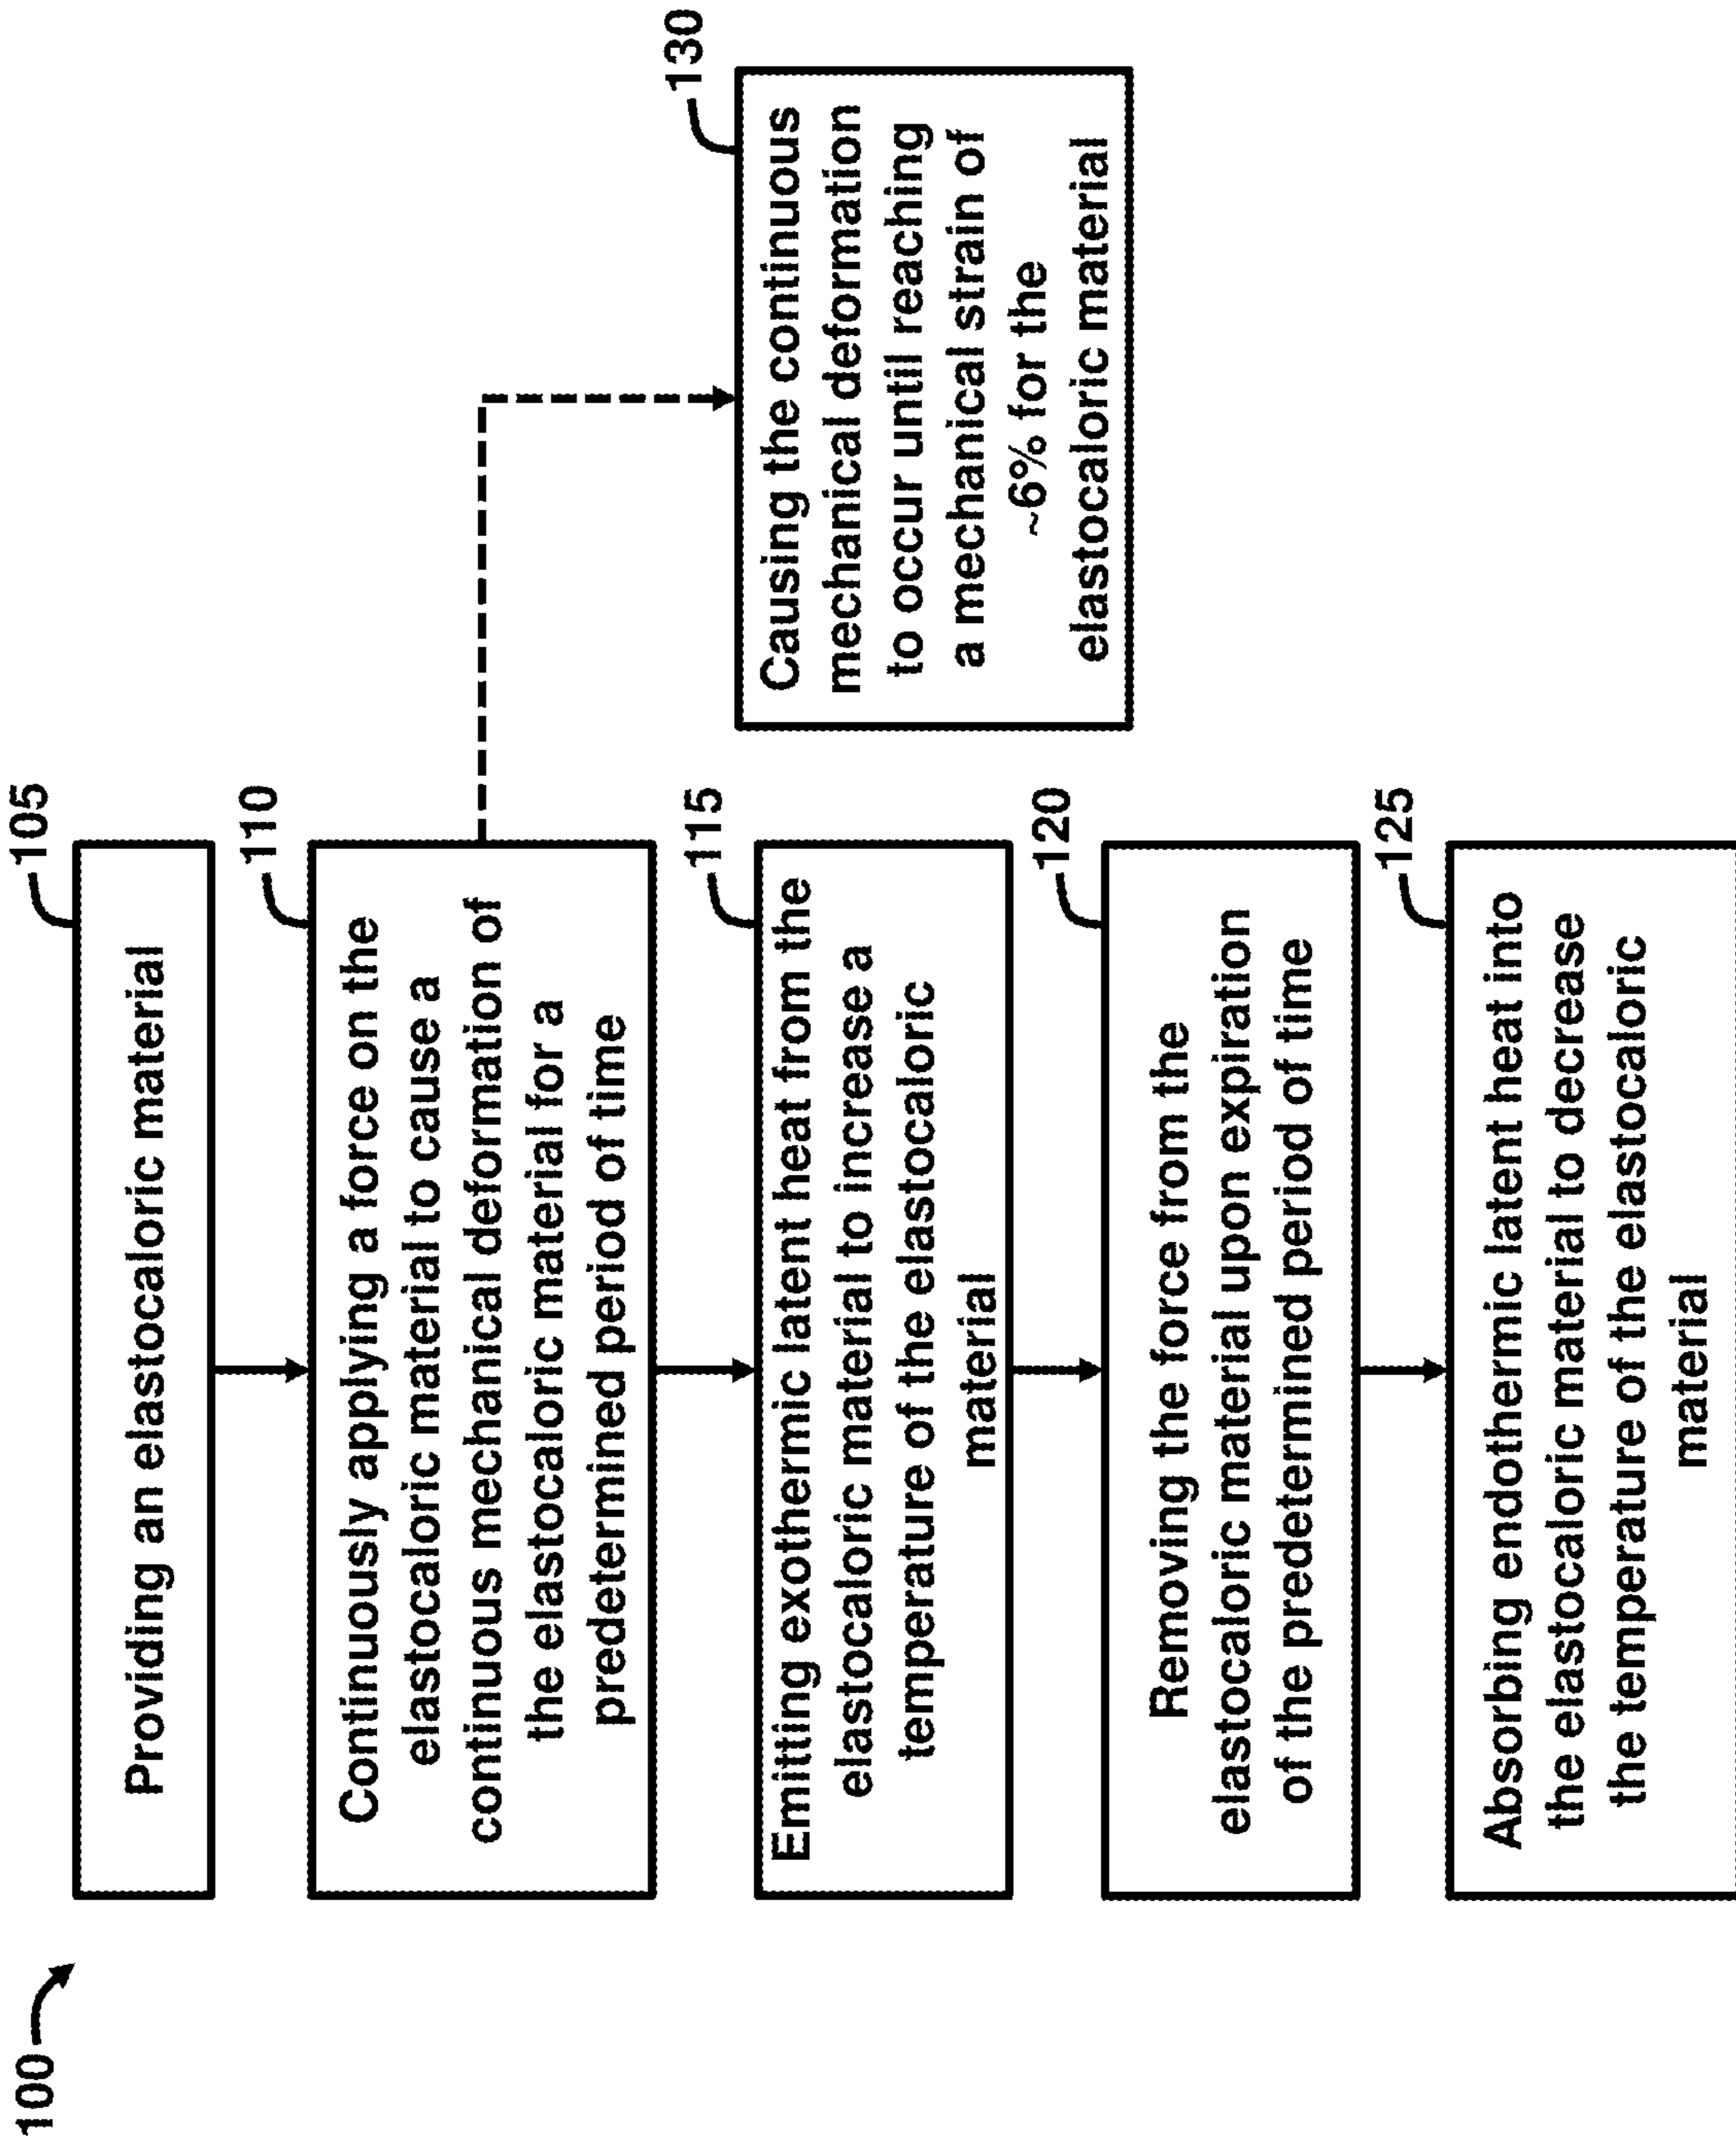 100
105
Providing an elastocaloric material
110
Continuously applying a force on the
elastocaloric material to cause a
continuous mechanical deformation of
the elastocaloric material for a
predetermined period of time
130
Causing the continuous
mechanical deformation
to occur until reaching
a mechanical strain of
~6% for the
elastocaloric material
115
Emitting exothermic latent heat from the
elastocaloric material to increase a
temperature of the elastocaloric
material
120
Removing the force from the
elastocaloric material upon expiration
of the predetermined period of time
125
Absorbing endothermic latent heat into
the elastocaloric material to decrease
the temperature of the elastocaloric
material